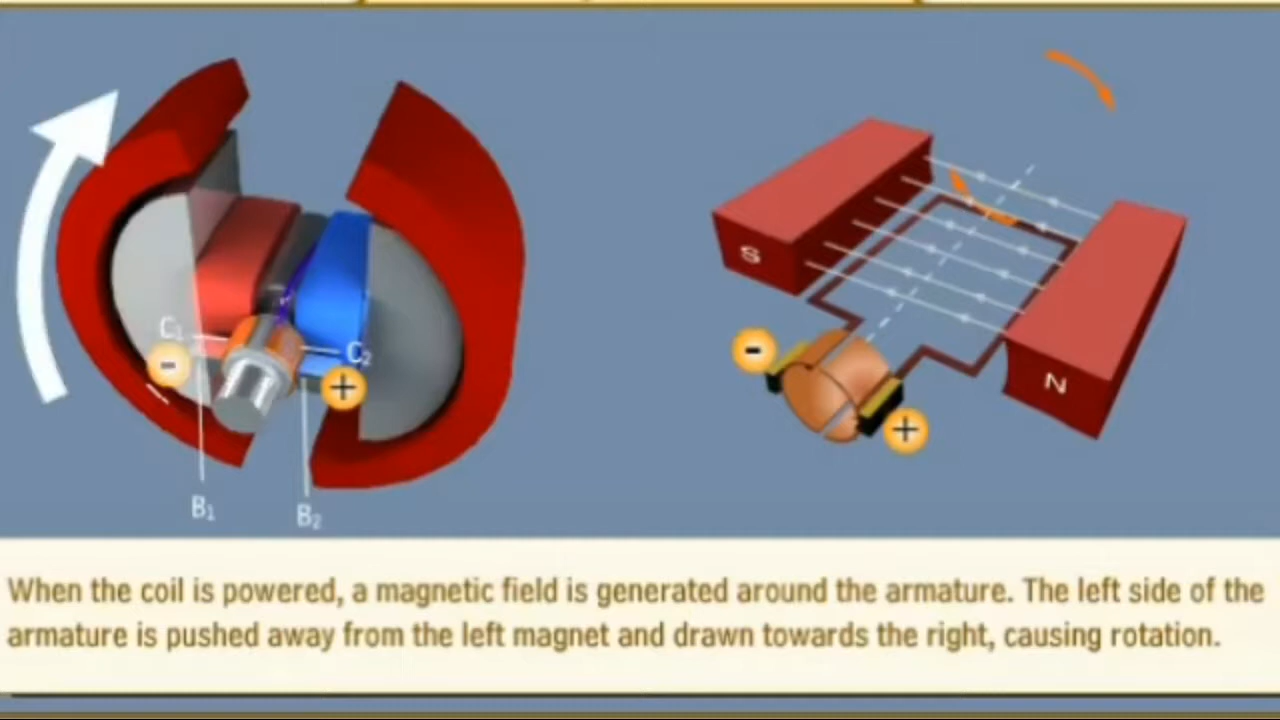 S
C₁
C₂
-
+
-
+
N
B₁
B₂
When the coil is powered, a magnetic field is generated around the armature. The left side of the
armature is pushed away from the left magnet and drawn towards the right, causing rotation.